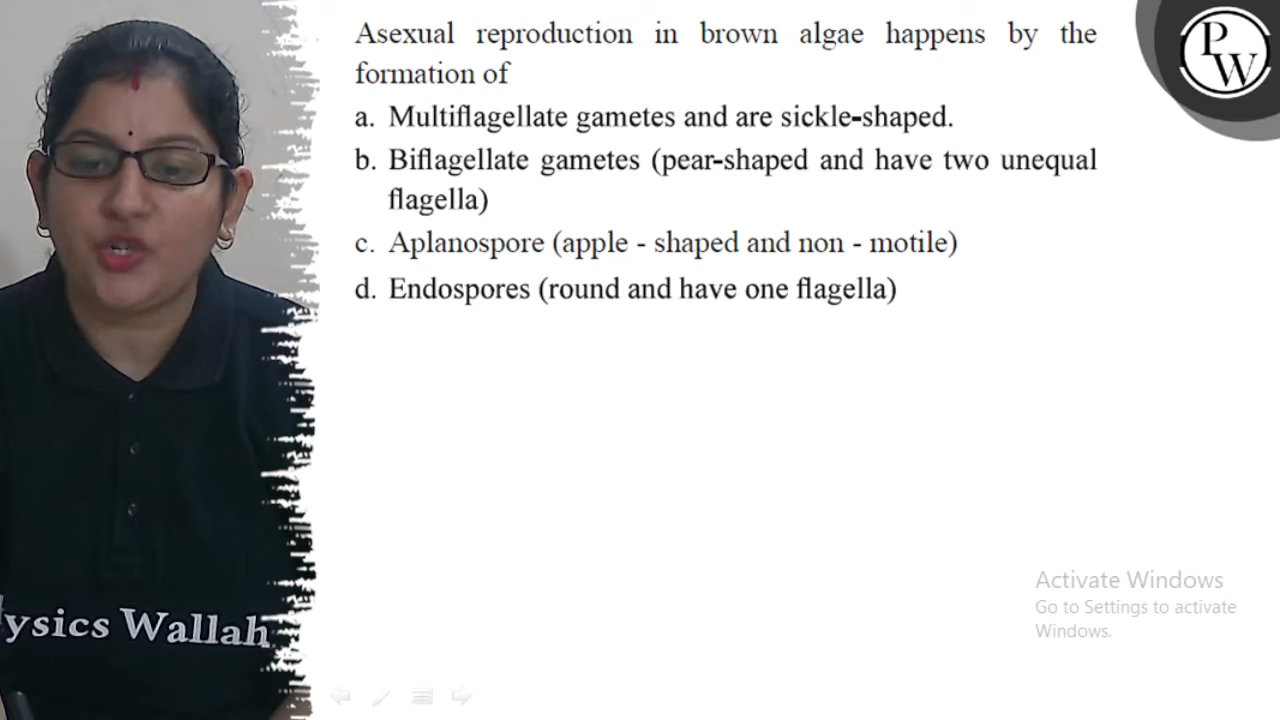 Asexual reproduction in brown algae happens by the
formation of
a. Multiflagellate gametes and are sickle-shaped.
b. Biflagellate gametes (pear-shaped and have two unequal
flagella)
c. Aplanospore (apple - shaped and non - motile)
d. Endospores (round and have one flagella)
PW
ysics Wallah
Activate Windows
Go to Settings to activate
Windows.